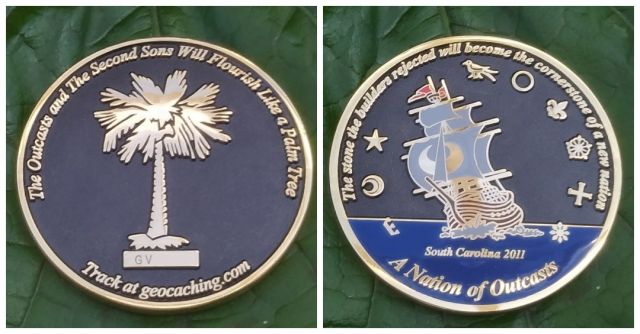 The Outcasts and The Second Sons Will Flourish Like a Palm Tree
GV
Track at geocaching.com
The stone the builders rejected will become the cornerstone of a new nation
South Carolina 2011
A Nation of Outcasts